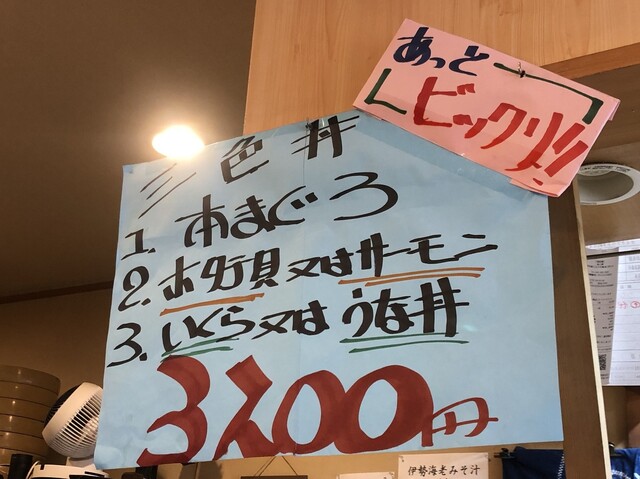 あっと
ビックリ!!
三色丼
1. 本まぐろ
2. ホタテ貝又はサーモン
3. いくら又はうな丼
3200円
伊勢海老みそ汁